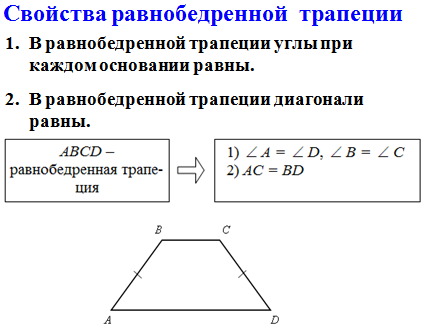 Свойства равнобедренной трапеции
1. В равнобедренной трапеции углы при
каждом основании равны.
2. В равнобедренной трапеции диагонали
равны.
ABCD –
равнобедренная трапе-
ция
1) ∠ A = ∠ D, ∠ B = ∠ C
2) AC = BD
B C
A D